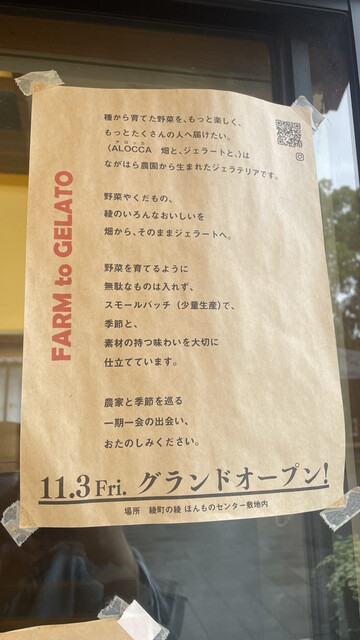 FARM to GELATO
種から育てた野菜を、もっと楽しく、
もっとたくさんの人へ届けたい。
〈ALOCCA 畑と、ジェラートと、〉は
ながはら農園から生まれたジェラテリアです。
野菜やくだもの、
綾のいろんなおいしいを
畑から、そのままジェラートへ。
野菜を育てるように
無駄なものは入れず、
スモールバッチ（少量生産）で、
季節と、
素材の持つ味わいを大切に
仕立てています。
農家と季節を巡る
一期一会の出会い、
おたのしみください。
11.3 Fri. グランドオープン!
場所 綾町の綾 ほんものセンター敷地内